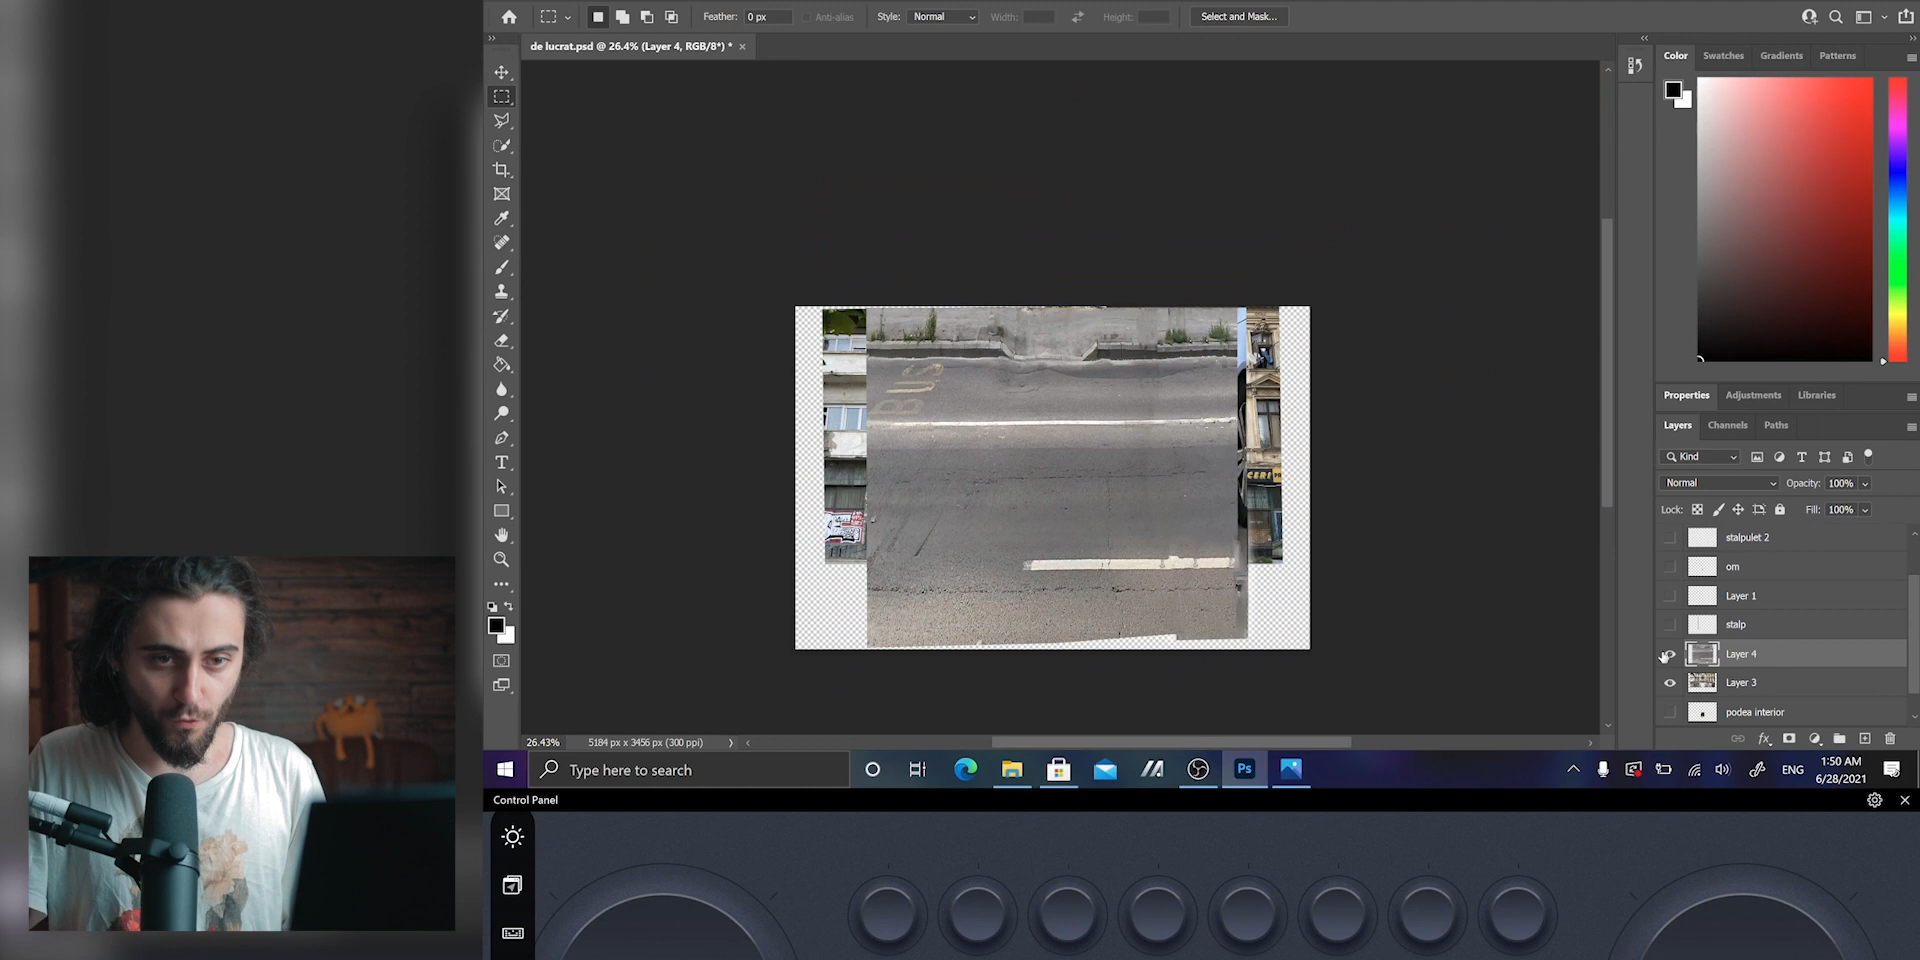 Feather: 0 px
Anti-alias
Style: Normal
Width:
Height:
Select and Mask...
de lucrat.psd @ 26.4% (Layer 4, RGB/8*) *
Color
Swatches
Gradients
Patterns
BUS
Properties
Adjustments
Libraries
Layers
Channels
Paths
Kind
Normal
Opacity: 100%
Lock:
Fill: 100%
stalpulet 2
om
Layer 1
stalp
Layer 4
Layer 3
podea interior
26.43%
5184 px x 3456 px (300 ppi)
Type here to search
Ps
ENG
1:50 AM
6/28/2021
Control Panel